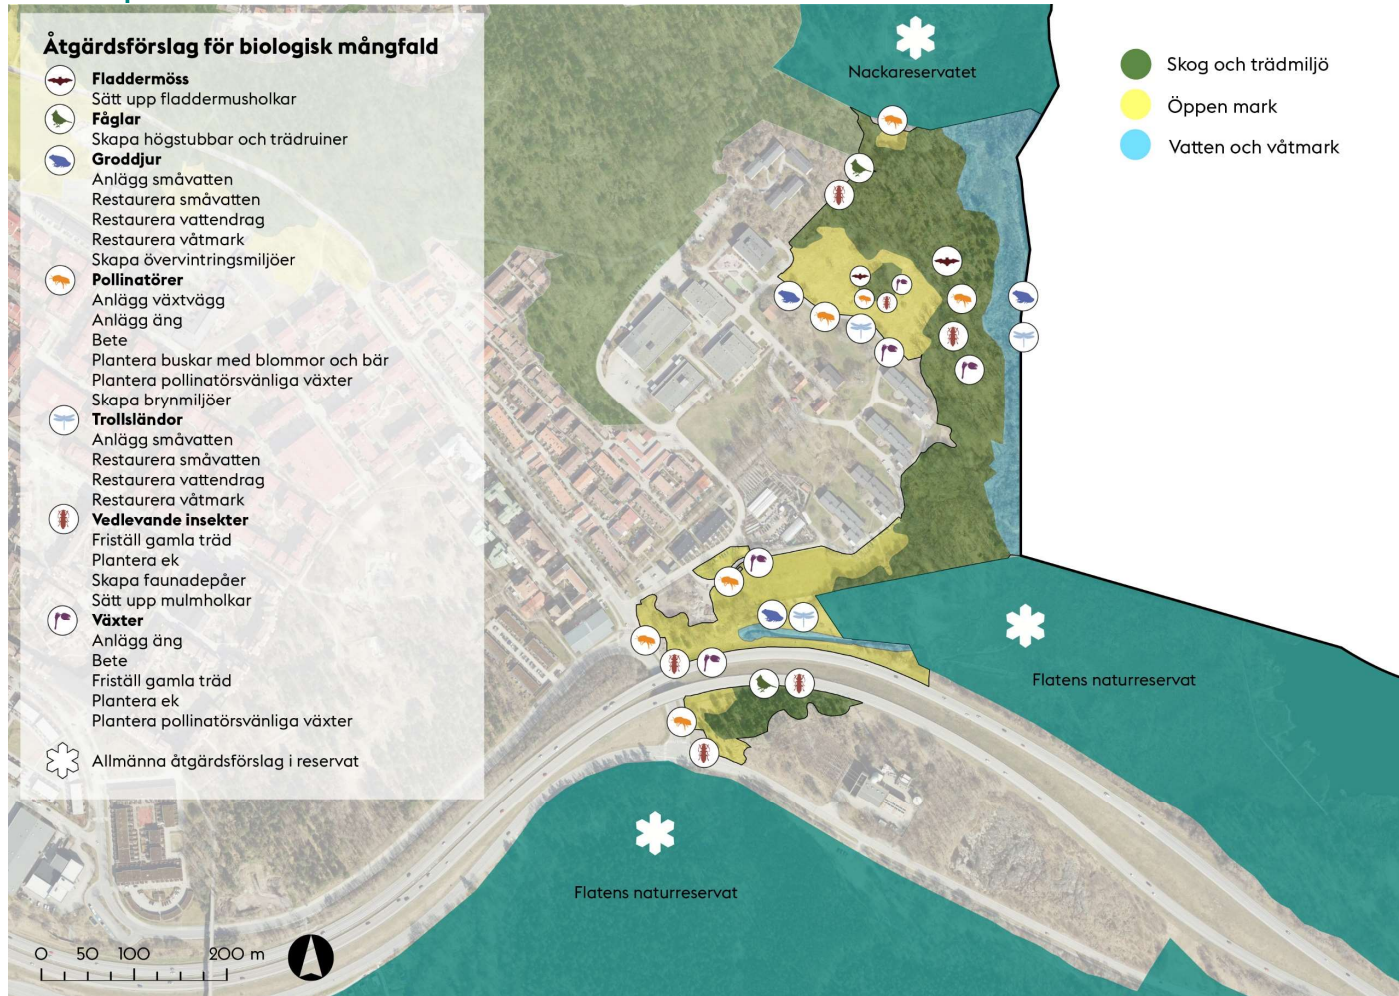 Åtgärdsförslag för biologisk mångfald
Fladdermöss
Sätt upp fladdermusholkar
Fåglar
Skapa högstubbar och trädruiner
Groddjur
Anlägg småvatten
Restaurera småvatten
Restaurera vattendrag
Restaurera våtmark
Skapa övervintringsmiljöer
Pollinatörer
Anlägg växtvägg
Anlägg äng
Bete
Plantera buskar med blommor och bär
Plantera pollinatörsvänliga växter
Skapa brynmiljöer
Trollsländor
Anlägg småvatten
Restaurera småvatten
Restaurera vattendrag
Restaurera våtmark
Vedlevande insekter
Friställ gamla träd
Plantera ek
Skapa faunadepåer
Sätt upp mulmholkar
Växter
Anlägg äng
Bete
Friställ gamla träd
Plantera ek
Plantera pollinatörsvänliga växter
Allmänna åtgärdsförslag i reservat
0 50 100 200 m
Nackareservatet
Skog och trädmiljö
Öppen mark
Vatten och våtmark
Flatens naturreservat
Flatens naturreservat